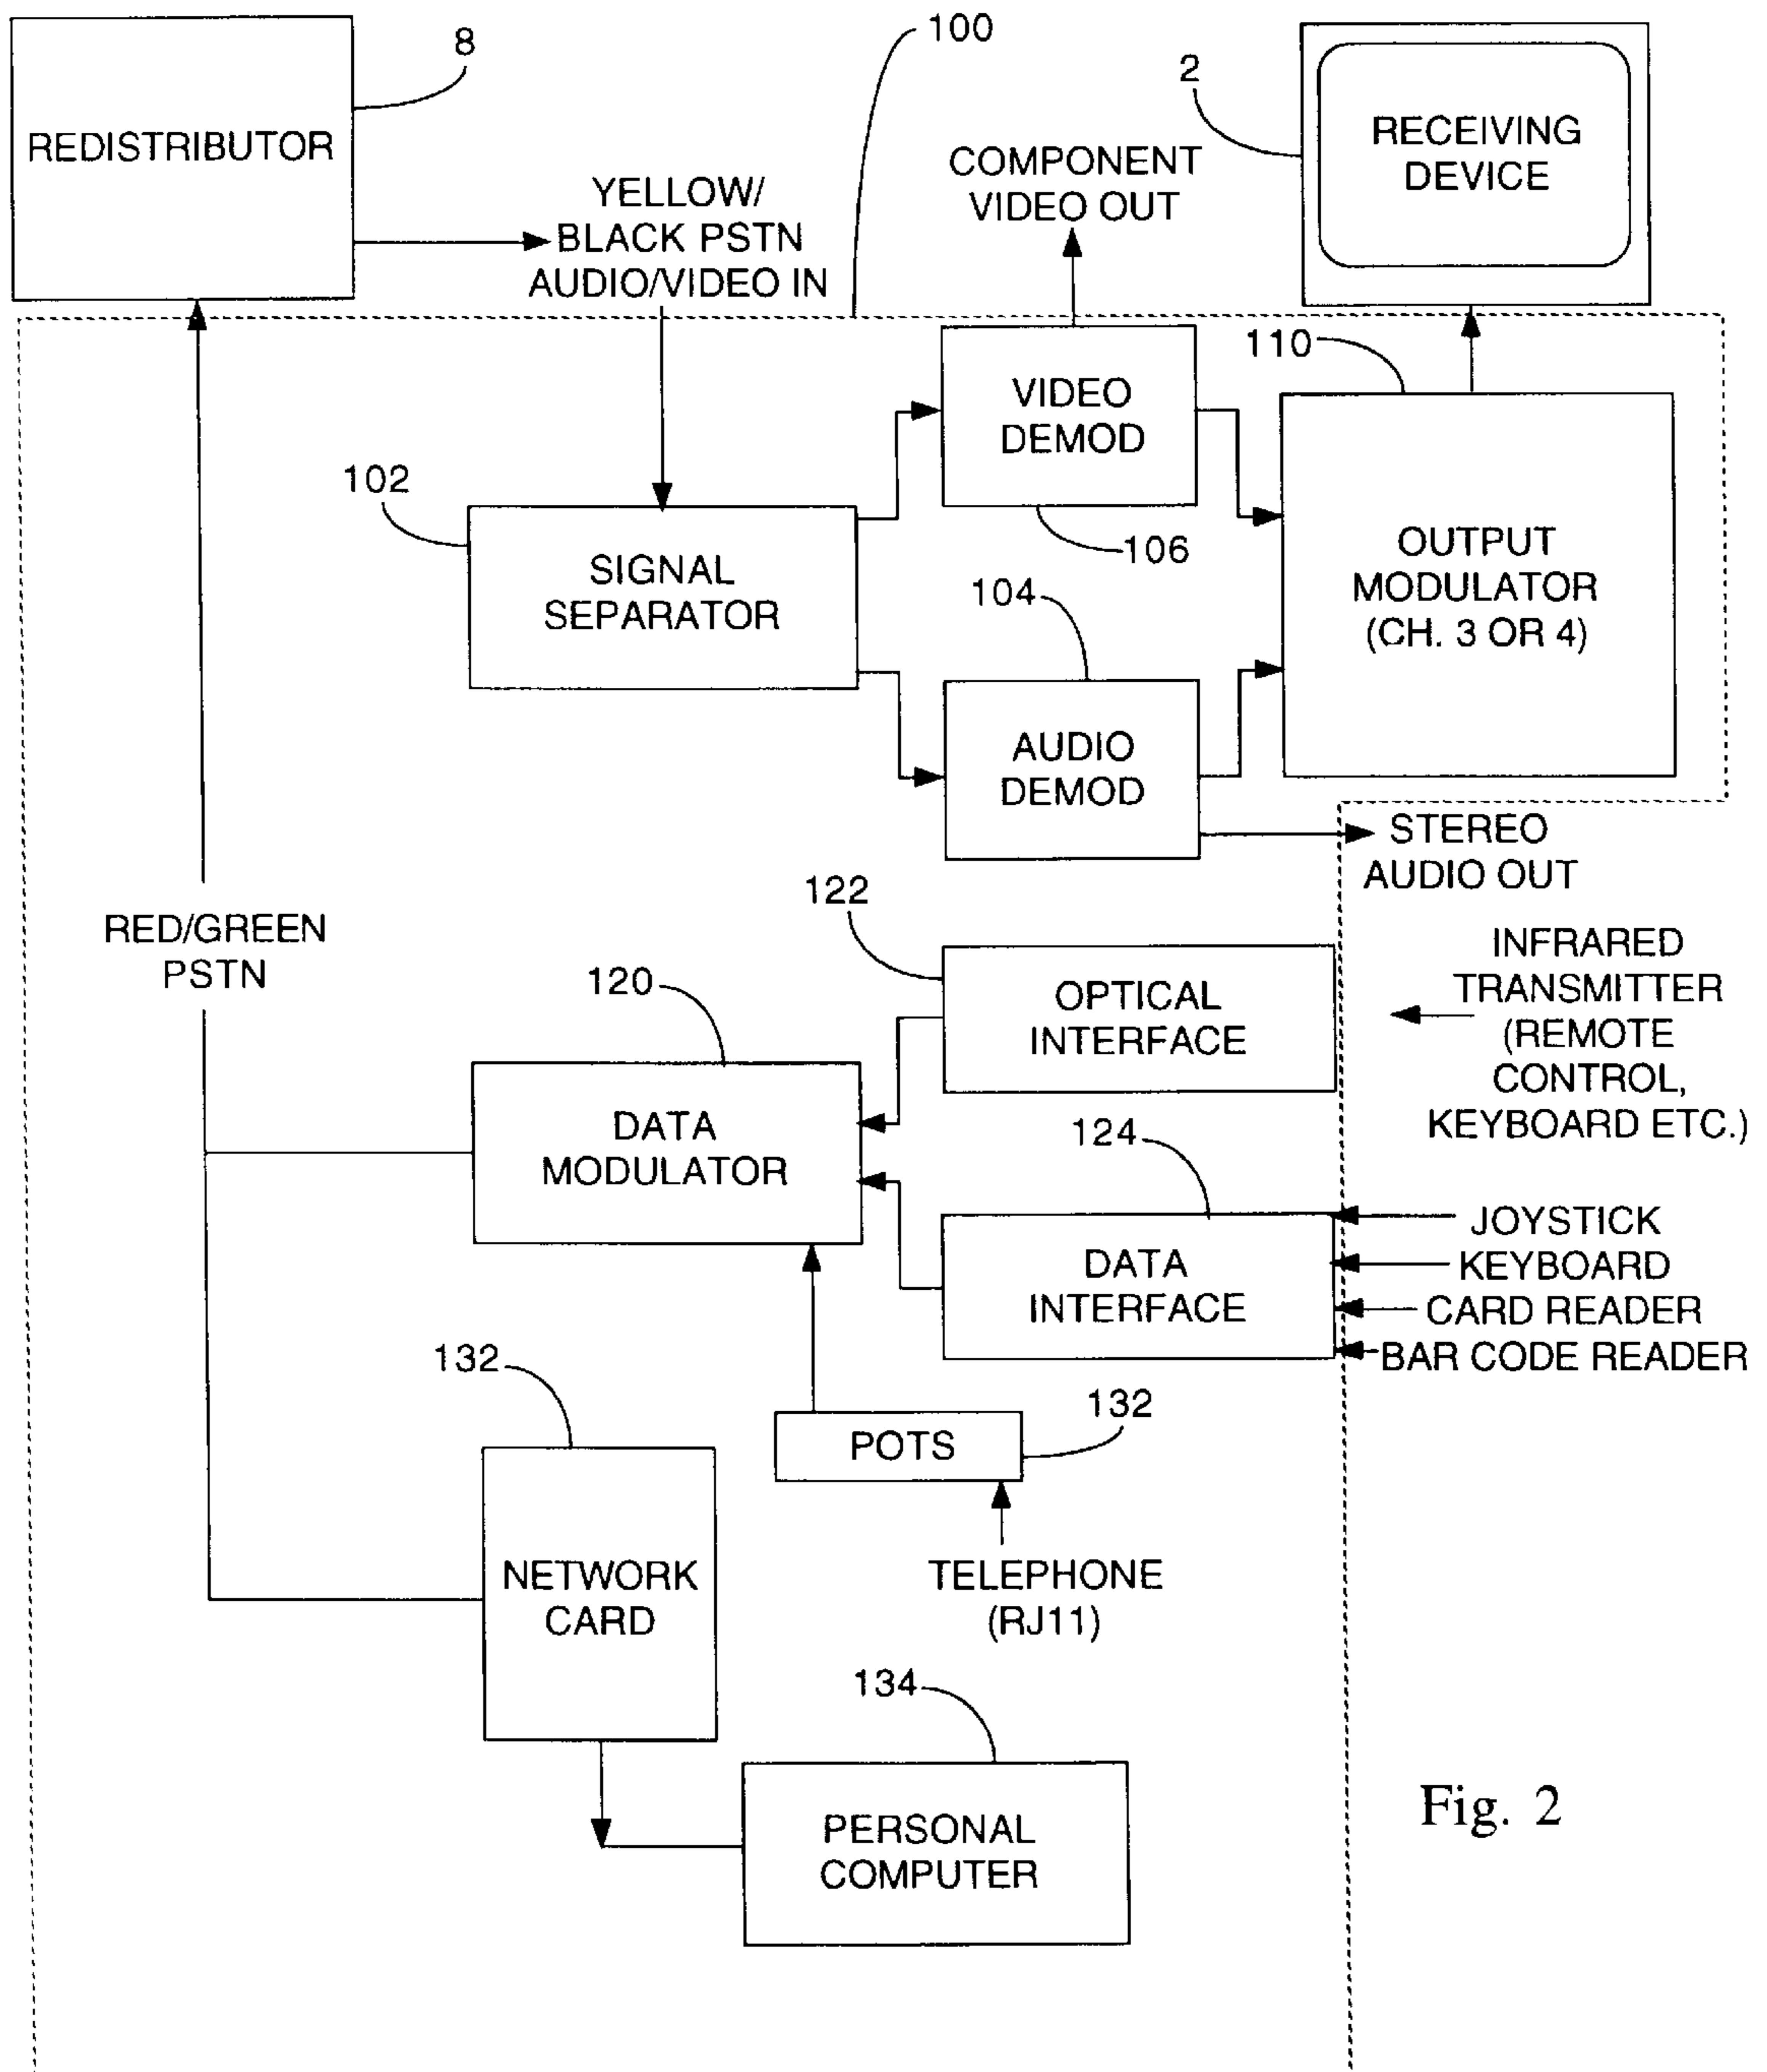 8
100
2
REDISTRIBUTOR
RECEIVING
DEVICE
COMPONENT
VIDEO OUT
YELLOW/
BLACK PSTN
AUDIO/VIDEO IN
110
VIDEO
DEMOD
102
106
SIGNAL
SEPARATOR
104
OUTPUT
MODULATOR
(CH. 3 OR 4)
AUDIO
DEMOD
STEREO
AUDIO OUT
122
RED/GREEN
PSTN
120
OPTICAL
INTERFACE
INFRARED
TRANSMITTER
(REMOTE
CONTROL,
KEYBOARD ETC.)
DATA
MODULATOR
124
DATA
INTERFACE
JOYSTICK
KEYBOARD
CARD READER
BAR CODE READER
132
POTS
132
NETWORK
CARD
TELEPHONE
(RJ11)
134
PERSONAL
COMPUTER
Fig. 2